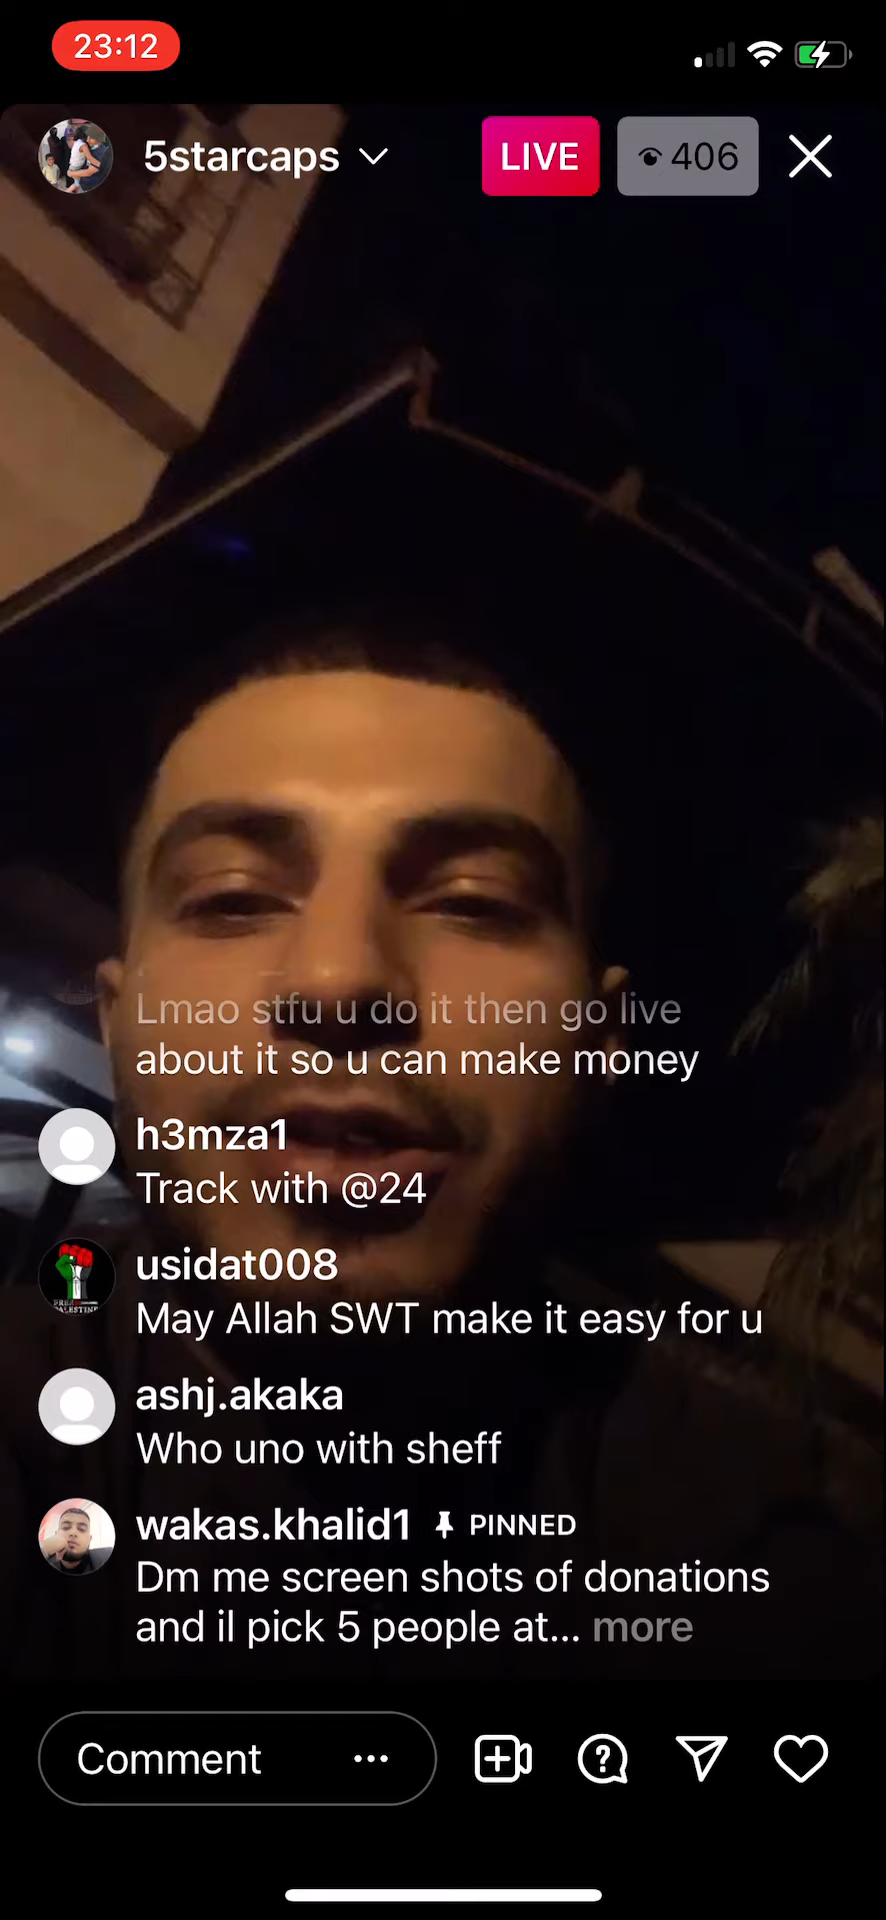 23:12
5starcaps
LIVE
406
Lmao stfu u do it then go live
about it so u can make money
h3mza1
Track with @24
usidat008
May Allah SWT make it easy for u
ashj.akaka
Who uno with sheff
wakas.khalid1 PINNED
Dm me screen shots of donations
and il pick 5 people at... more
Comment